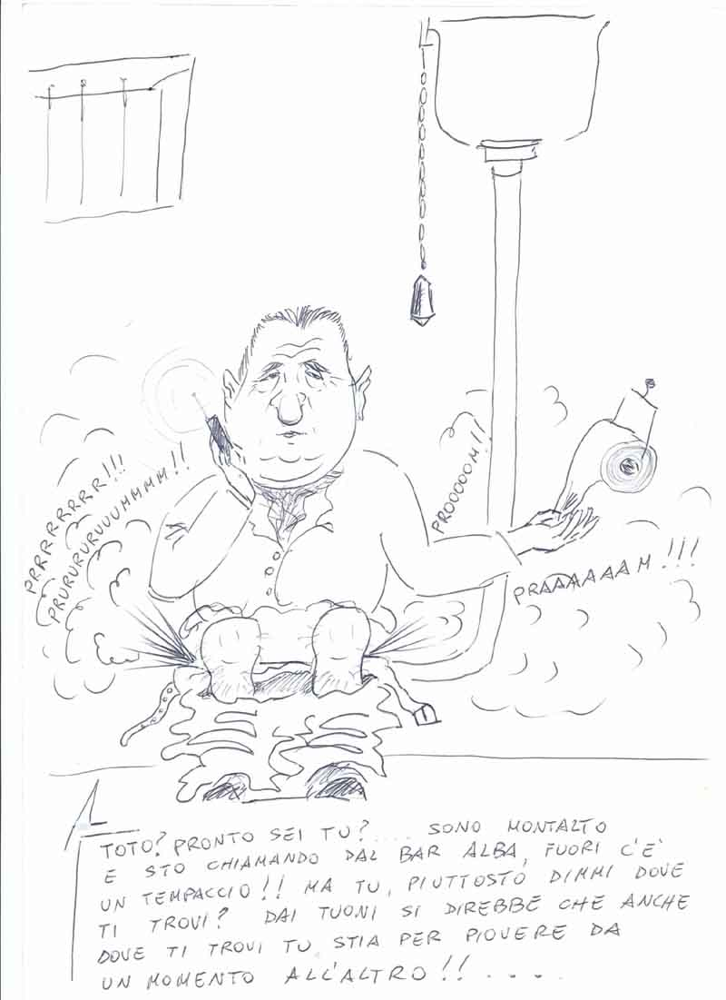 PRRRRRRRR!!!
PRURURURUUUMMMM!!
PROOOOOM!!
PRAAAAAAM!!!
TOTO? PRONTO SEI TU?.... SONO MONTALTO
E STO CHIAMANDO DAL BAR ALBA, FUORI C'E'
UN TEMPACCIO!! MA TU, PIUTTOSTO DIMMI DOVE
TI TROVI? DAI TUONI SI DIREBBE CHE ANCHE
DOVE TI TROVI TU STIA PER PIOVERE DA
UN MOMENTO ALL'ALTRO!!....